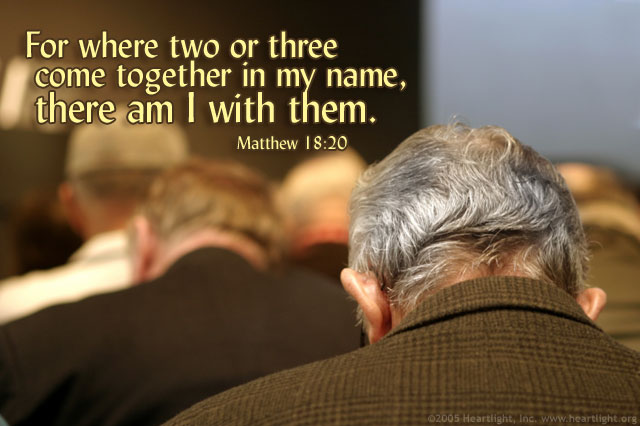 For where two or three
come together in my name,
there am I with them.
Matthew 18:20
©2005 Heartlight, Inc. www.heartlight.org